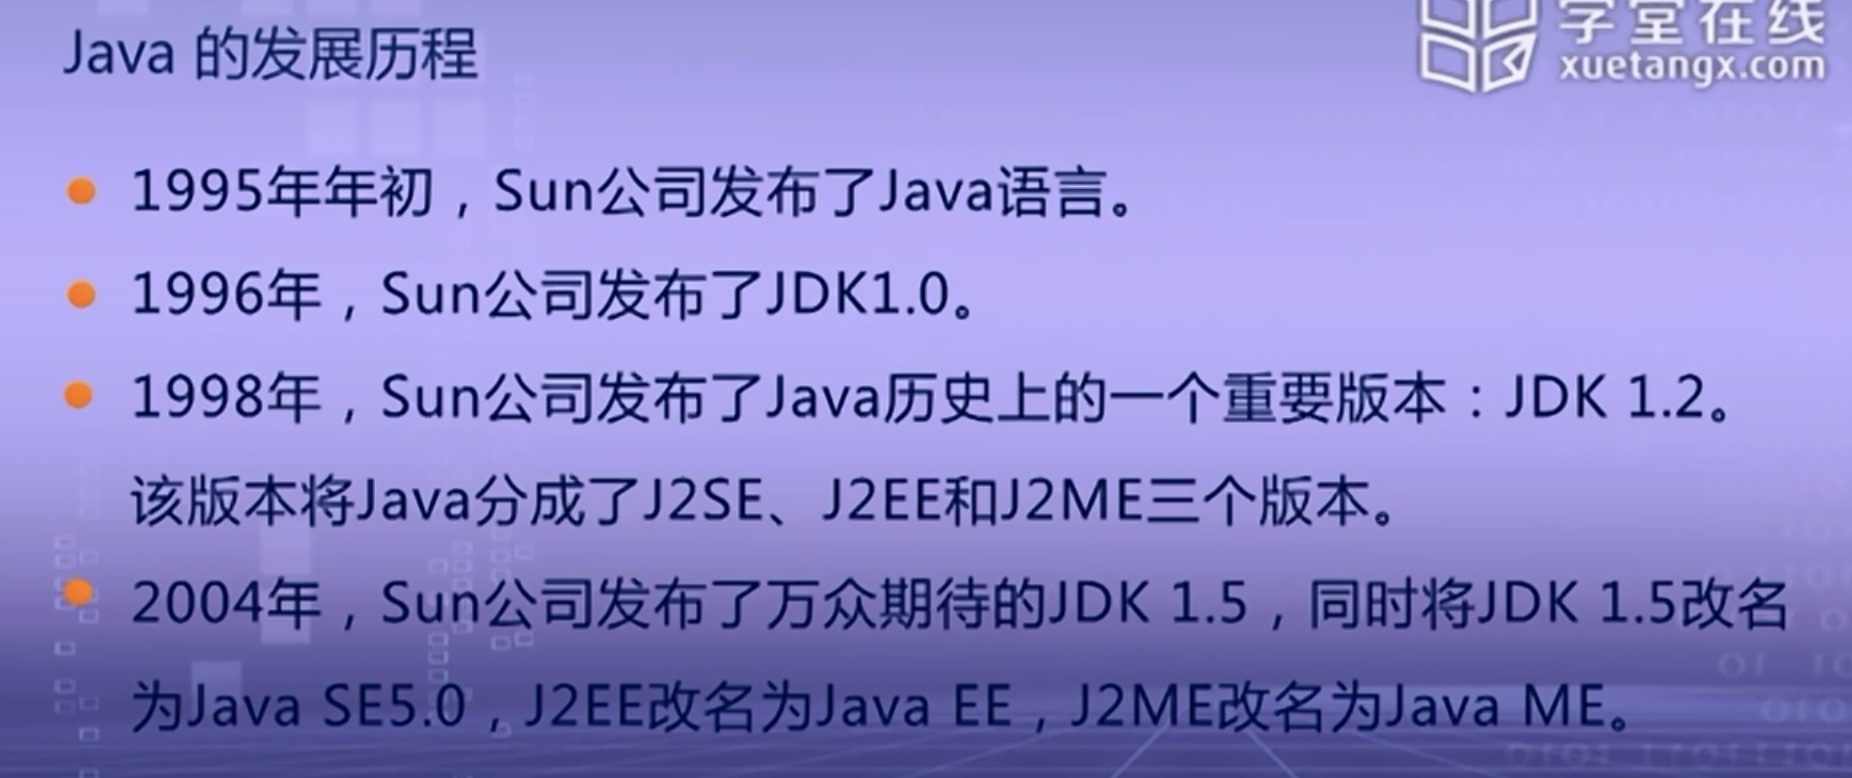 Java 的发展历程
学堂在线
xuetangx.com
1995年年初，Sun公司发布了Java语言。
1996年，Sun公司发布了JDK1.0。
1998年，Sun公司发布了Java历史上的一个重要版本：JDK 1.2。
该版本将Java分成了J2SE、J2EE和J2ME三个版本。
2004年，Sun公司发布了万众期待的JDK 1.5，同时将JDK 1.5改名
为Java SE5.0，J2EE改名为Java EE，J2ME改名为Java ME。